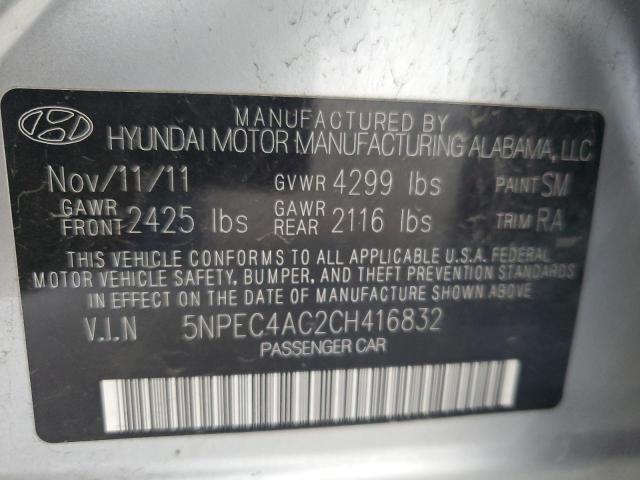 MANUFACTURED BY
HYUNDAI MOTOR MANUFACTURING ALABAMA, LLC
Nov/11/11 GVWR 4299 lbs PAINT SM
GAWR FRONT 2425 lbs GAWR REAR 2116 lbs TRIM RA
THIS VEHICLE CONFORMS TO ALL APPLICABLE U.S.A. FEDERAL
MOTOR VEHICLE SAFETY, BUMPER, AND THEFT PREVENTION STANDARDS
IN EFFECT ON THE DATE OF MANUFACTURE SHOWN ABOVE.
V.I.N 5NPEC4AC2CH416832
PASSENGER CAR